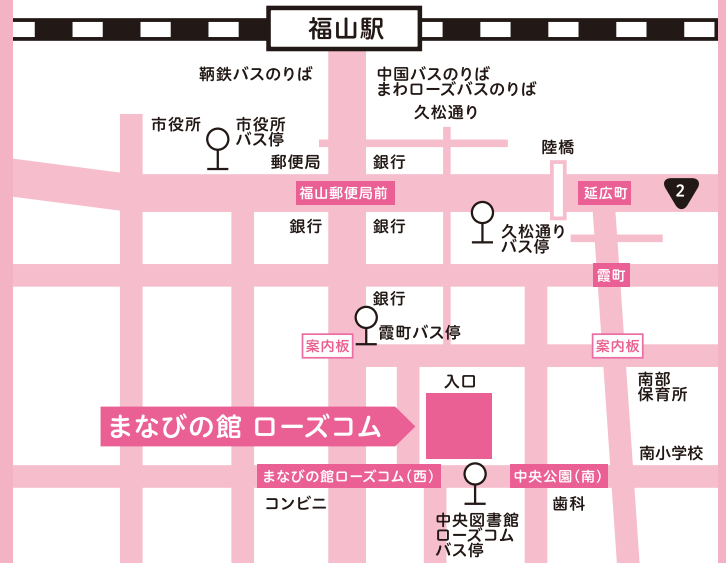 福山駅
鞆鉄バスのりば
中国バスのりば
まわローズバスのりば
久松通り
市役所
市役所
バス停
陸橋
郵便局
銀行
福山郵便局前
延広町
2
銀行
銀行
久松通り
バス停
霞町
銀行
霞町バス停
案内板
案内板
入口
南部
保育所
まなびの館 ローズコム
南小学校
まなびの館ローズコム(西)
中央公園(南)
コンビニ
歯科
中央図書館
ローズコム
バス停